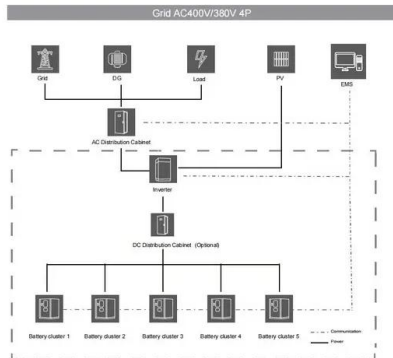 Grid AC400V/380V 4P
Grid
DG
Load
PV
EMS
AC Distribution Cabinet
Inverter
DC Distribution Cabinet (Optional)
Battery cluster 1
Battery cluster 2
Battery cluster 3
Battery cluster 4
Battery cluster 5
Communication
Power